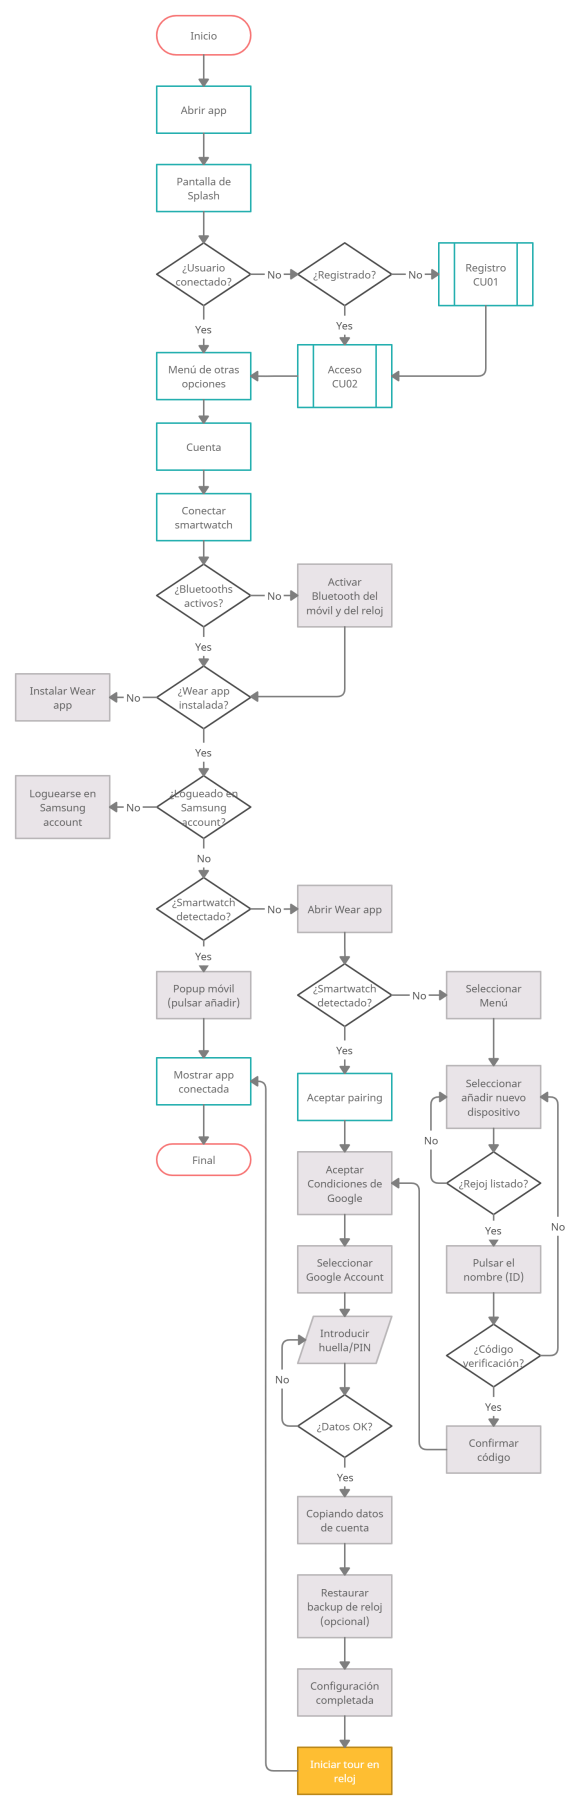 Inicio
Abrir app
Pantalla de
Splash
¿Usuario
conectado?
No
¿Registrado?
No
Registro
CU01
Yes
Yes
Menú de otras
opciones
Acceso
CU02
Cuenta
Conectar
smartwatch
¿Bluetooths
activos?
No
Activar
Bluetooth del
móvil y del reloj
Yes
Instalar Wear
app
No
¿Wear app
instalada?
Yes
Loguearse en
Samsung
account
No
¿Logueado en
Samsung
account?
No
¿Smartwatch
detectado?
No
Abrir Wear app
Yes
Popup móvil
(pulsar añadir)
¿Smartwatch
detectado?
No
Seleccionar
Menú
Yes
Mostrar app
conectada
Aceptar pairing
Seleccionar
añadir nuevo
dispositivo
No
Final
Aceptar
Condiciones de
Google
¿Rejoj listado?
Yes
No
Seleccionar
Google Account
Pulsar el
nombre (ID)
Introducir
huella/PIN
¿Código
verificación?
No
Yes
¿Datos OK?
Confirmar
código
Yes
Copiando datos
de cuenta
Restaurar
backup de reloj
(opcional)
Configuración
completada
Iniciar tour en
reloj